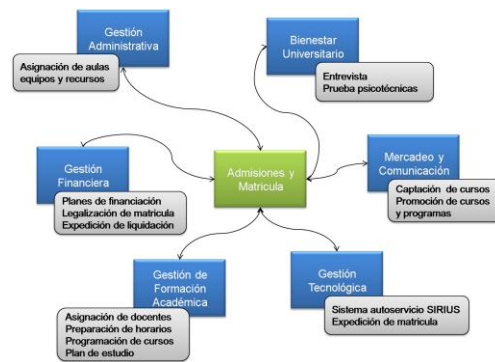 Gestión
Administrativa
Asignación de aulas
equipos y recursos
Bienestar
Universitario
Entrevista
Prueba psicotécnicas
Gestión
Financiera
Planes de financiación
Legalización de matricula
Expedición de liquidación
Admisiones y
Matricula
Mercadeo y
Comunicación
Captación de cursos
Promoción de cursos
y programas
Gestión de
Formación
Académica
Asignación de docentes
Preparación de horarios
Programación de cursos
Plan de estudio
Gestión
Tecnológica
Sistema autoservicio SIRIUS
Expedición de matricula